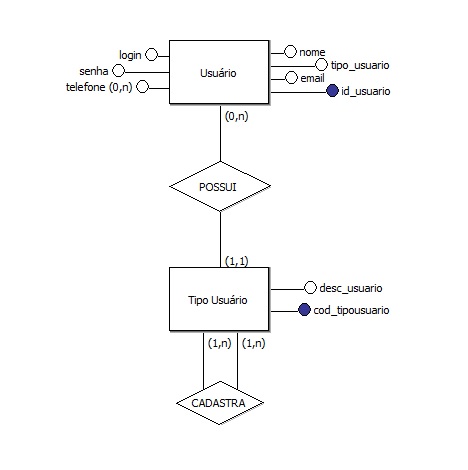 login
nome
senha
Usuário
tipo_usuario
telefone (0,n)
email
id_usuario
(0,n)
POSSUI
(1,1)
Tipo Usuário
desc_usuario
cod_tipousuario
(1,n) (1,n)
CADASTRA